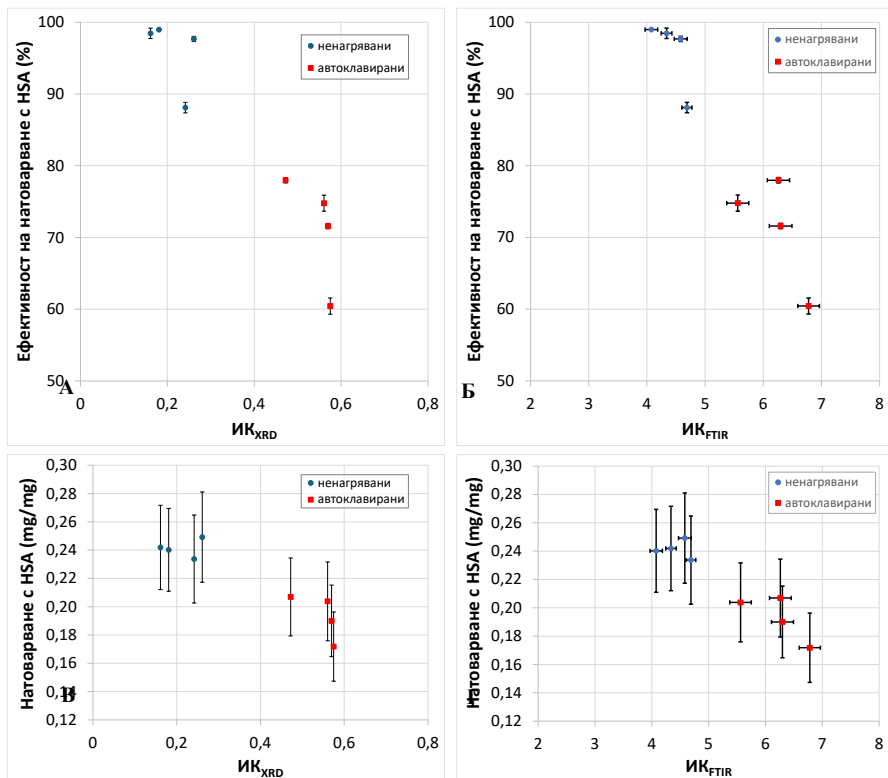 Ефективност на натоварване с HSA (%)
100
90
80
70
60
50
ненагрявани
автоклавирани
А
0
0,2
0,4
0,6
0,8
ИК_XRD
Ефективност на натоварване с HSA (%)
100
90
80
70
60
50
ненагрявани
автоклавирани
Б
2
3
4
5
6
7
8
ИК_FTIR
Натоварване с HSA (mg/mg)
0,30
0,28
0,26
0,24
0,22
0,20
0,18
0,16
0,14
0,12
ненагрявани
автоклавирани
В
0
0,2
0,4
0,6
0,8
ИК_XRD
Натоварване с HSA (mg/mg)
0,30
0,28
0,26
0,24
0,22
0,20
0,18
0,16
0,14
0,12
ненагрявани
автоклавирани
Г
2
3
4
5
6
7
8
ИК_FTIR